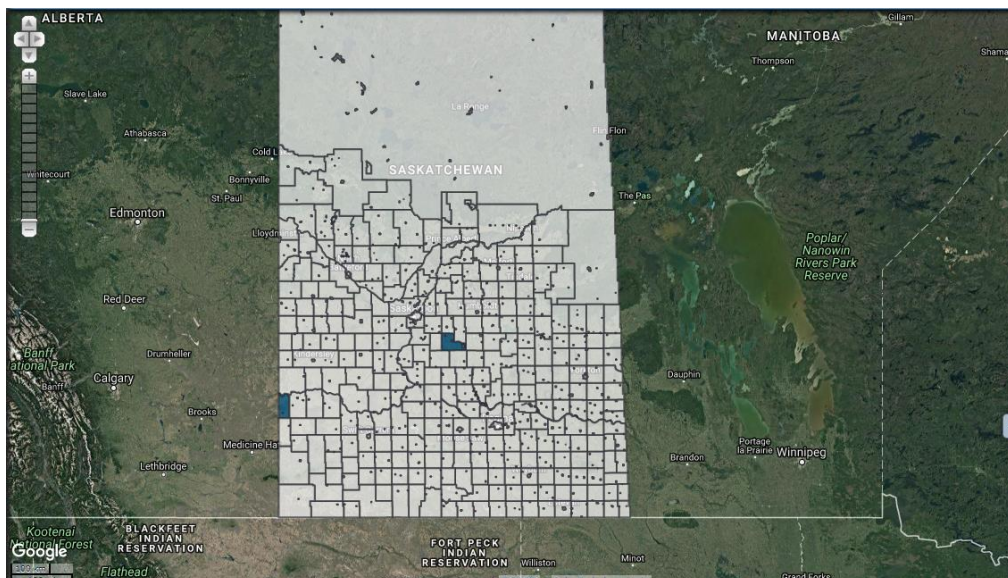 ALBERTA
Gillam
MANITOBA
Thompson
Slave Lake
La Ronge
Athabasca
Flin Flon
Cold L
SASKATCHEWAN
Whitecourt
Bonnyville
St. Paul
The Pas
Edmonton
Lloydmin
Poplar/
Nanowin
Rivers Park
Reserve
Red Deer
Drumheller
Kindersley
Banff
National Park
Banff
Calgary
Dauphin
Yorkton
Brooks
Medicine Ha
Portage
la Prairie
Winnipeg
Brandon
Lethbridge
BLACKFEET
INDIAN
RESERVATION
Kootenai
National Forest
Google
FORT PECK
INDIAN
RESERVATION
Minot
Williston
Flathead
Grand Forks